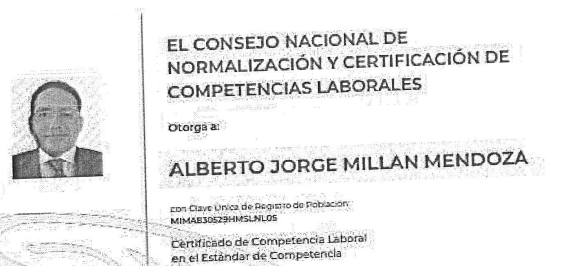 EL CONSEJO NACIONAL DE
NORMALIZACIÓN Y CERTIFICACIÓN DE
COMPETENCIAS LABORALES
Otorga a:
ALBERTO JORGE MILLAN MENDOZA
con Clave Única de Registro de Población:
MIMA830529HMSLNL05
Certificado de Competencia Laboral
en el Estándar de Competencia